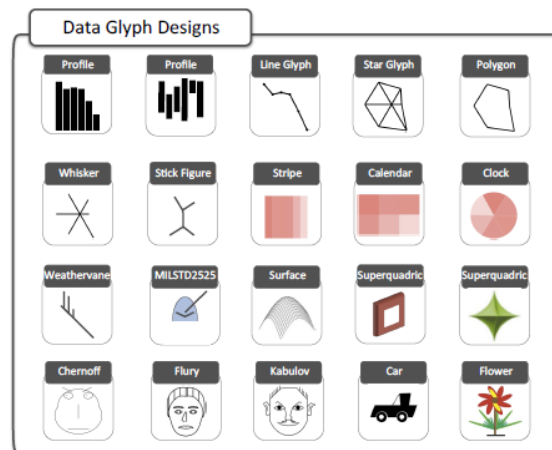 Data Glyph Designs
Profile Profile Line Glyph Star Glyph Polygon
Whisker Stick Figure Stripe Calendar Clock
Weathervane MILSTD2525 Surface Superquadric Superquadric
Chernoff Flury Kabulov Car Flower